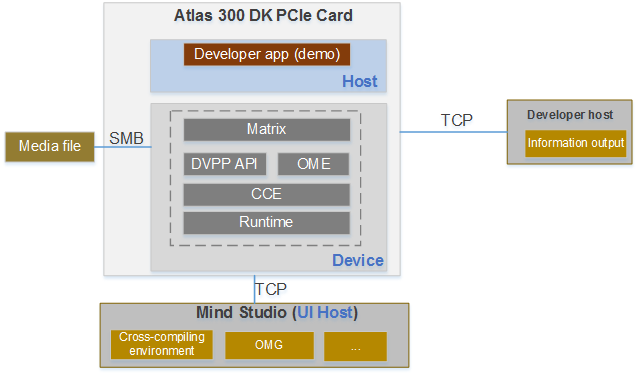 Atlas 300 DK PCIe Card
Developer app (demo)
Host
Matrix
DVPP API
OME
CCE
Runtime
Device
Media file
SMB
TCP
Developer host
Information output
TCP
Mind Studio (UI Host)
Cross-compiling
environment
OMG
...